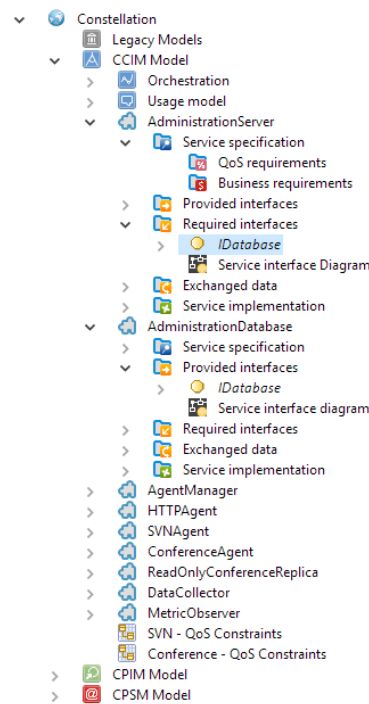 Constellation
Legacy Models
CCIM Model
Orchestration
Usage model
AdministrationServer
Service specification
QoS requirements
Business requirements
Provided interfaces
Required interfaces
IDatabase
Service interface Diagram
Exchanged data
Service implementation
AdministrationDatabase
Service specification
Provided interfaces
IDatabase
Service interface diagram
Required interfaces
Exchanged data
Service implementation
AgentManager
HTTPAgent
SVNAgent
ConferenceAgent
ReadOnlyConferenceReplica
DataCollector
MetricObserver
SVN - QoS Constraints
Conference - QoS Constraints
CPIM Model
CPSM Model